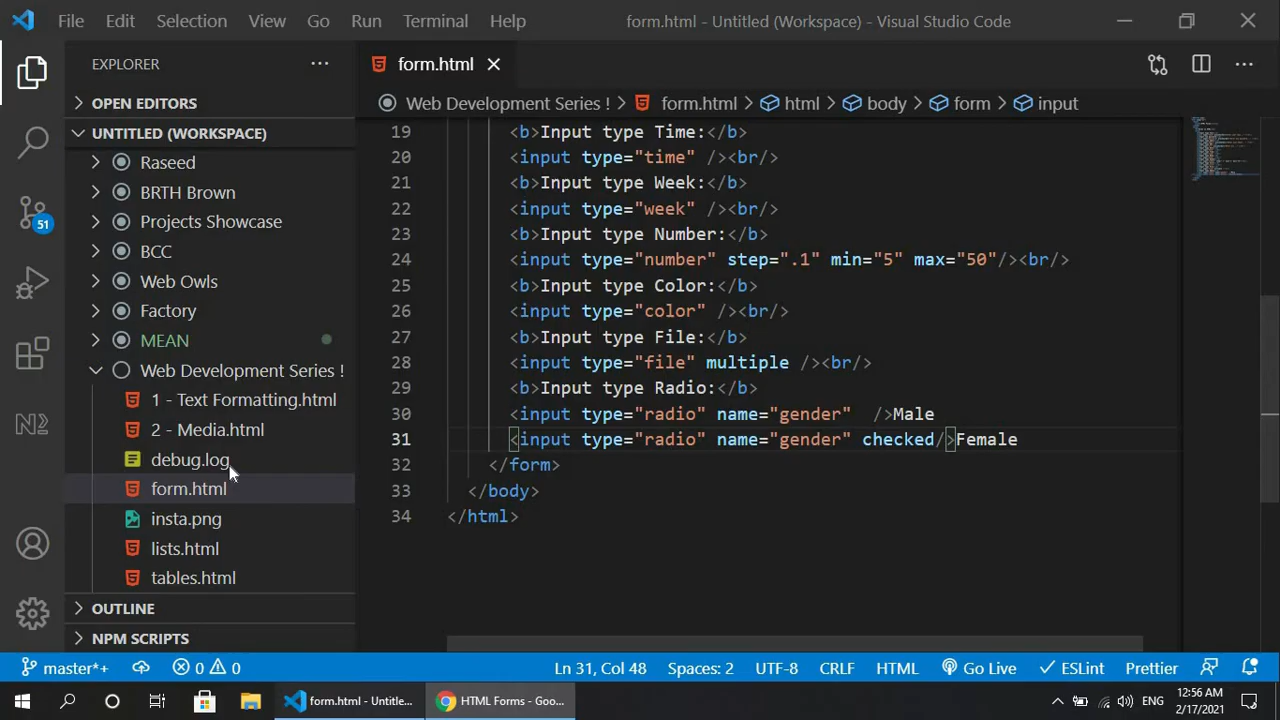 File Edit Selection View Go Run Terminal Help form.html - Untitled (Workspace) - Visual Studio Code
EXPLORER
OPEN EDITORS
UNTITLED (WORKSPACE)
Raseed
BRTH Brown
Projects Showcase
BCC
Web Owls
Factory
MEAN
Web Development Series !
1 - Text Formatting.html
2 - Media.html
debug.log
form.html
insta.png
lists.html
tables.html
OUTLINE
NPM SCRIPTS
51
form.html
Web Development Series ! form.html html body form input
19 <b>Input type Time:</b>
20 <input type="time" /><br/>
21 <b>Input type Week:</b>
22 <input type="week" /><br/>
23 <b>Input type Number:</b>
24 <input type="number" step=".1" min="5" max="50"/><br/>
25 <b>Input type Color:</b>
26 <input type="color" /><br/>
27 <b>Input type File:</b>
28 <input type="file" multiple /><br/>
29 <b>Input type Radio:</b>
30 <input type="radio" name="gender"  />Male
31 <input type="radio" name="gender" checked/>Female
32 </form>
33 </body>
34 </html>
master*+ 0 0 Ln 31, Col 48 Spaces: 2 UTF-8 CRLF HTML Go Live ESLint Prettier
form.html - Untitle... HTML Forms - Goo... ENG 12:56 AM
2/17/2021